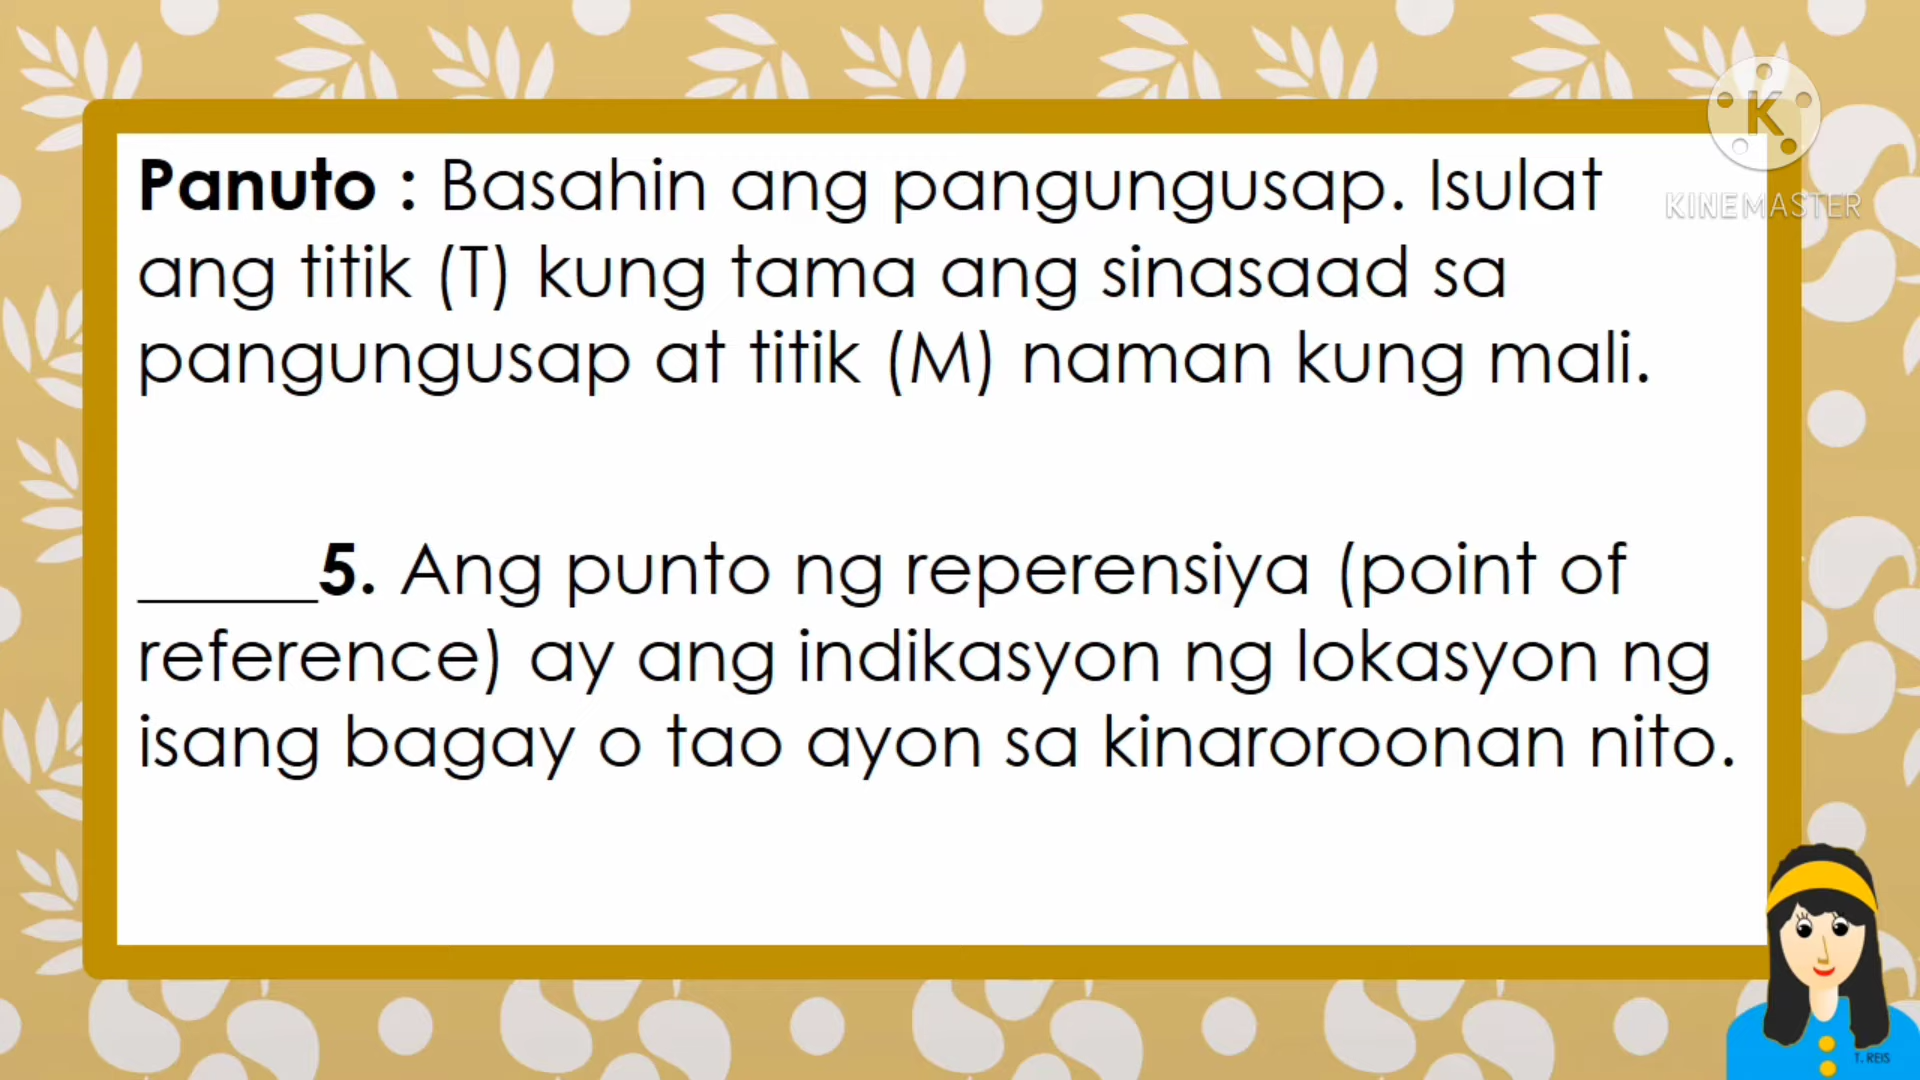 Panuto : Basahin ang pangungusap. Isulat
ang titik (T) kung tama ang sinasaad sa
pangungusap at titik (M) naman kung mali.
_____5. Ang punto ng reperensiya (point of
reference) ay ang indikasyon ng lokasyon ng
isang bagay o tao ayon sa kinaroroonan nito.
K
KINEMASTER
T. REIS